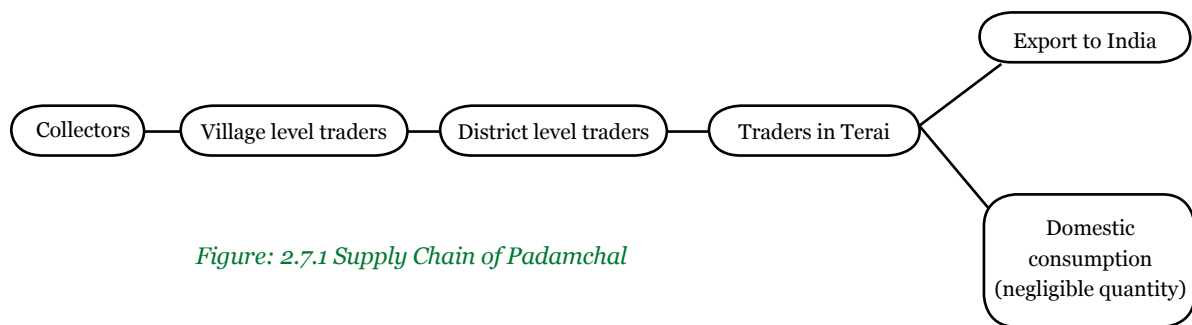 Export to India
Collectors
Village level traders
District level traders
Traders in Terai
Domestic
consumption
(negligible quantity)
Figure: 2.7.1 Supply Chain of Padamchal